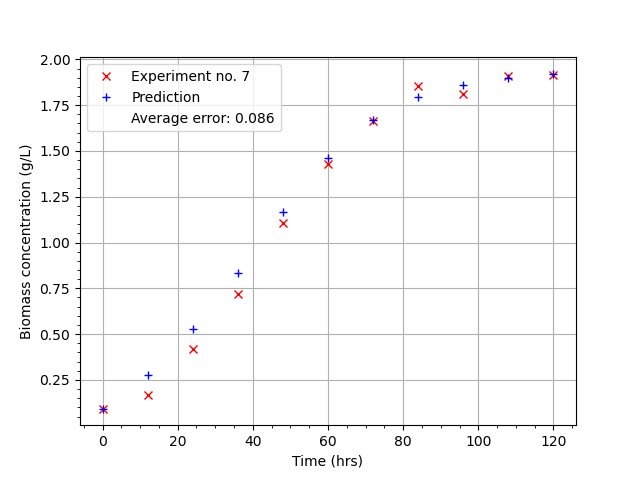 2.00
1.75
1.50
1.25
1.00
0.75
0.50
0.25
Biomass concentration (g/L)
Experiment no. 7
Prediction
Average error: 0.086
0 20 40 60 80 100 120
Time (hrs)